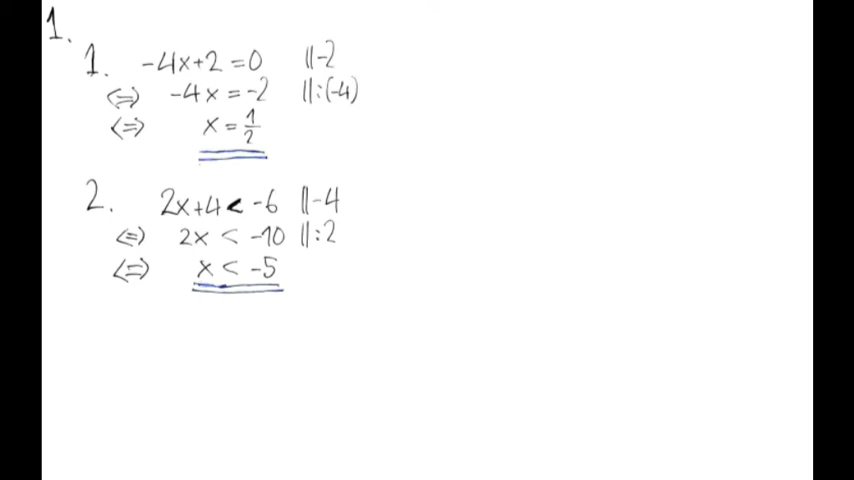 1.
1. -4x+2=0 ||-2
<=> -4x=-2 ||:(-4)
<=> x=1/2
2. 2x+4<-6 ||-4
<=> 2x<-10 ||:2
<=> x<-5